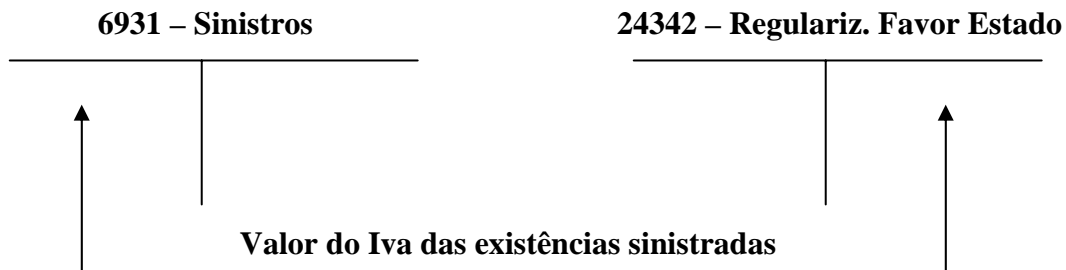 6931 – Sinistros
24342 – Regulariz. Favor Estado
Valor do Iva das existências sinistradas